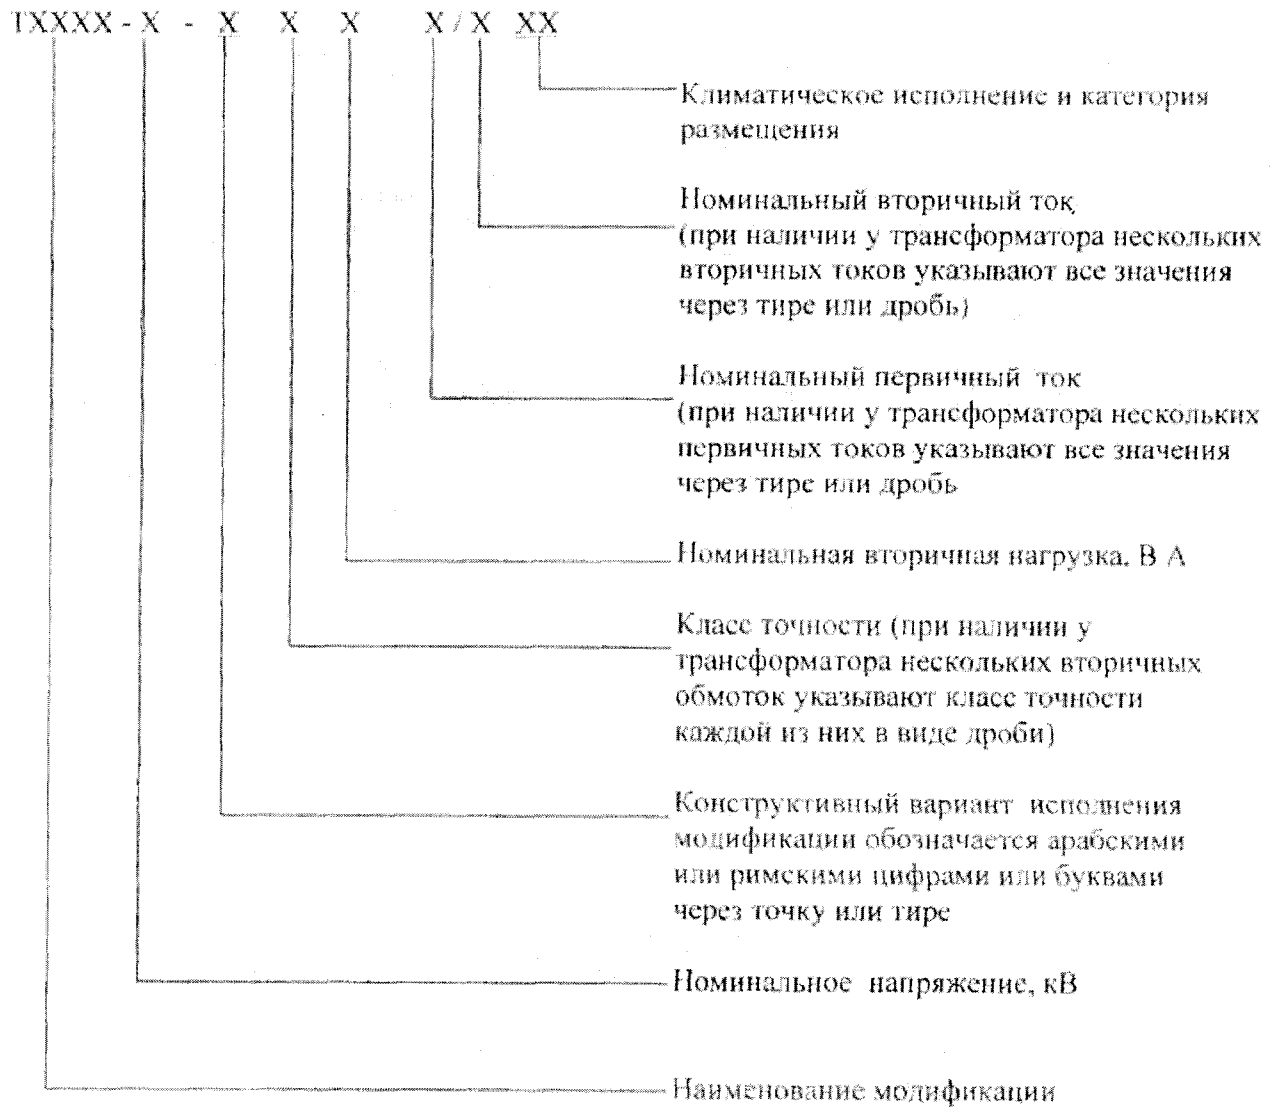 ТХХХХ - Х - Х Х Х Х / Х ХХ
Климатическое исполнение и категория
размещения
Номинальный вторичный ток
(при наличии у трансформатора нескольких
вторичных токов указывают все значения
через тире или дробь)
Номинальный первичный ток
(при наличии у трансформатора нескольких
первичных токов указывают все значения
через тире или дробь
Номинальная вторичная нагрузка. В А
Класс точности (при наличии у
трансформатора нескольких вторичных
обмоток указывают класс точности
каждой из них в виде дроби)
Конструктивный вариант исполнения
модификации обозначается арабскими
или римскими цифрами или буквами
через точку или тире
Номинальное напряжение, кВ
Наименование модификации